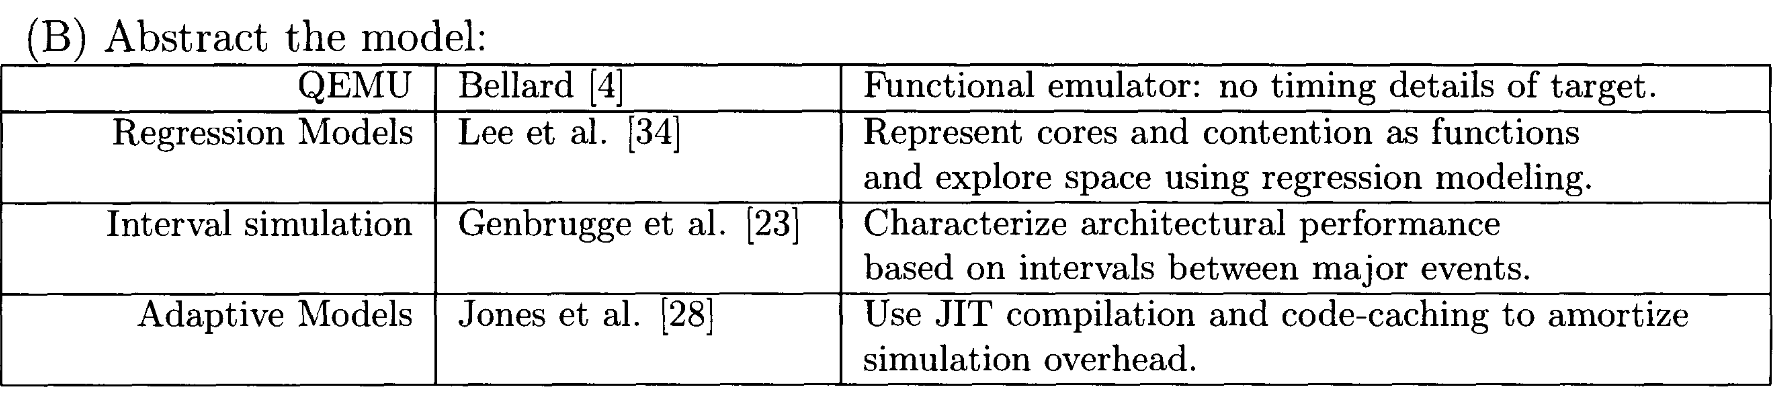 (B) Abstract the model:
QEMU Bellard [4] Functional emulator: no timing details of target.
Regression Models Lee et al. [34] Represent cores and contention as functions
and explore space using regression modeling.
Interval simulation Genbrugge et al. [23] Characterize architectural performance
based on intervals between major events.
Adaptive Models Jones et al. [28] Use JIT compilation and code-caching to amortize
simulation overhead.